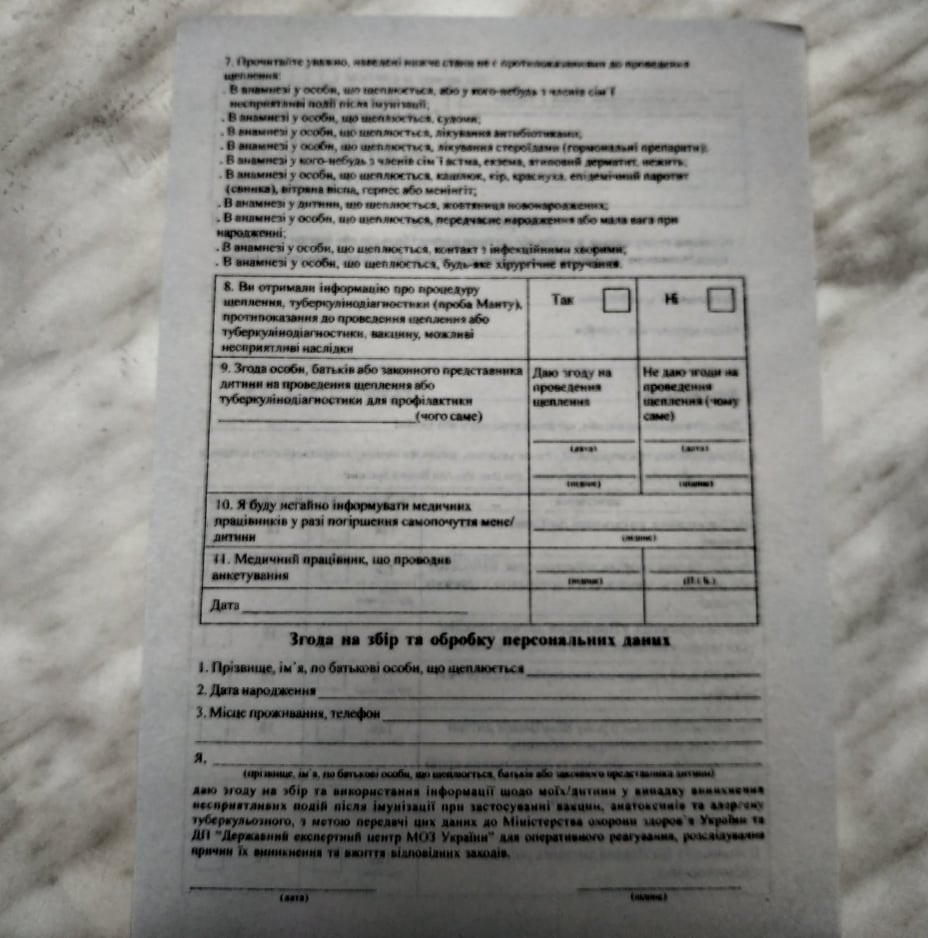 7. Прочитайте уважно, наведені нижче стани не є протипоказаннями до проведення
щеплення:
. В анамнезі у особи, що щеплюється, або у кого-небудь з членів сім`ї
несприятливі події після імунізації;
. В анамнезі у особи, що щеплюється, судоми;
. В анамнезі у особи, що щеплюється, лікування антибіотиками;
. В анамнезі у особи, що щеплюється, лікування стероїдами (гормональні препарати);
. В анамнезі у кого-небудь з членів сім`ї астма, екзема, атиповий дерматит, нежить;
. В анамнезі у особи, що щеплюється, кашлюк, кір, краснуха, епідемічний паротит
(свинка), вітряна віспа, герпес або менінгіт;
. В анамнезі у дитини, що щеплюється, жовтяниця новонароджених;
. В анамнезі у особи, що щеплюється, передчасне народження або мала вага при
народженні;
. В анамнезі у особи, що щеплюється, контакт з інфекційними хворими;
. В анамнезі у особи, що щеплюється, будь-яке хірургічне втручання.
8. Ви отримали інформацію про процедуру
щеплення, туберкулінодіагностики (проба Манту),
протипоказання до проведення щеплення або
туберкулінодіагностики, вакцину, можливі
несприятливі наслідки
Так
Ні
9. Згода особи, батьків або законного представника
дитини на проведення щеплення або
туберкулінодіагностики для профілактики
(чого саме)
Даю згоду на
проведення
щеплення
(дата)
(підпис)
Не даю згоди на
проведення
щеплення (чому
саме)
(дата)
(підпис)
10. Я буду негайно інформувати медичних
працівників у разі погіршення самопочуття мене/
дитини
(підпис)
11. Медичний працівник, що проводив
анкетування
(підпис)
(П.І.Б.)
Дата
Згода на збір та обробку персональних даних
1. Прізвище, ім`я, по батькові особи, що щеплюється
2. Дата народження
3. Місце проживання, телефон
Я,
(прізвище, ім`я, по батькові особи, що щеплюється, батьків або законного представника дитини)
даю згоду на збір та використання інформації щодо моїх/дитини у випадку виникнення
несприятливих подій після імунізації при застосуванні вакцин, анатоксинів та алергену
туберкульозного, з метою передачі цих даних до Міністерства охорони здоров`я України та
ДП "Державний експертний центр МОЗ України" для оперативного реагування, розслідування
причин їх виникнення та вжиття відповідних заходів.
(дата)
(підпис)